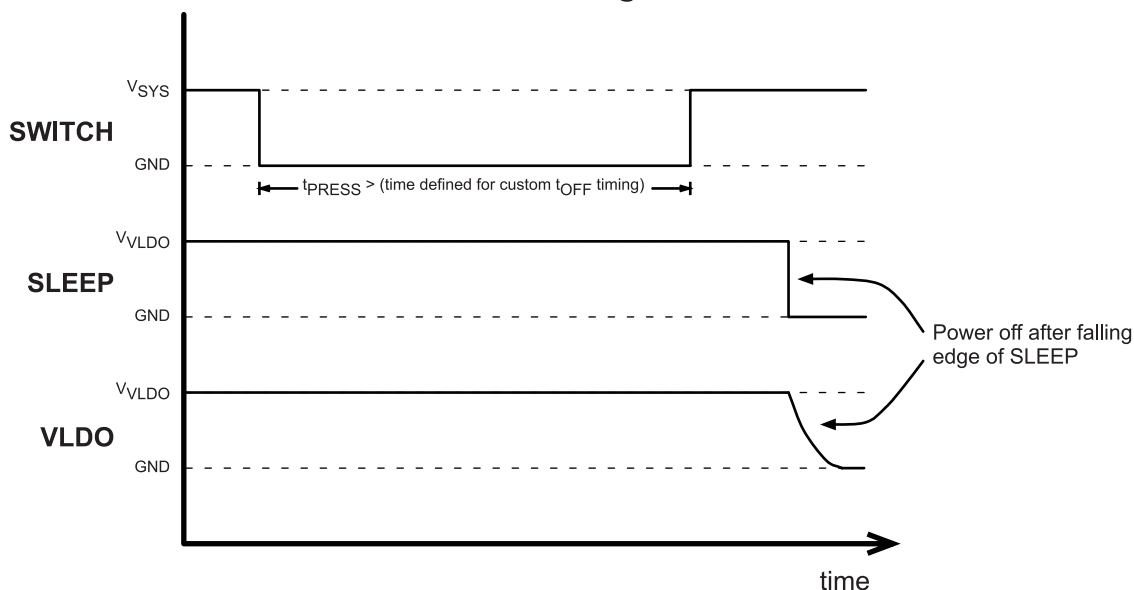 VSYS
SWITCH
GND
tPRESS > (time defined for custom tOFF timing)
VVLDO
SLEEP
GND
Power off after falling
edge of SLEEP
VVLDO
VLDO
GND
time